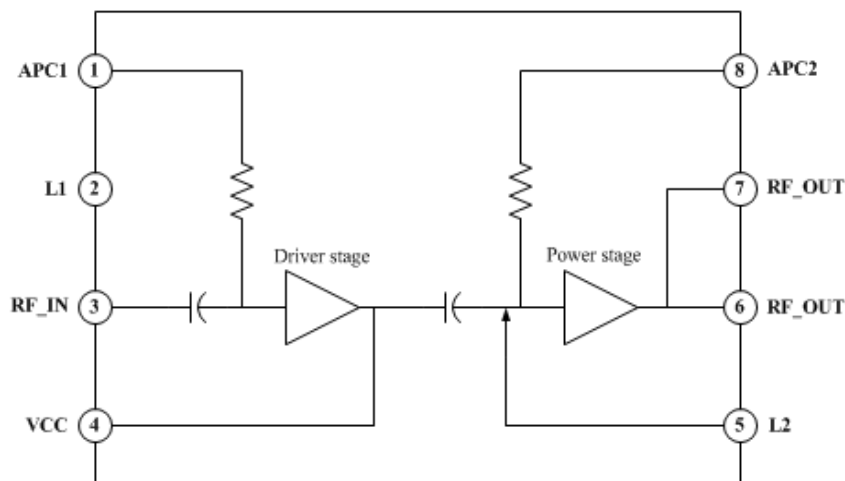 APC1 1 8 APC2
L1 2 7 RF_OUT
Driver stage Power stage
RF_IN 3 6 RF_OUT
VCC 4 5 L2